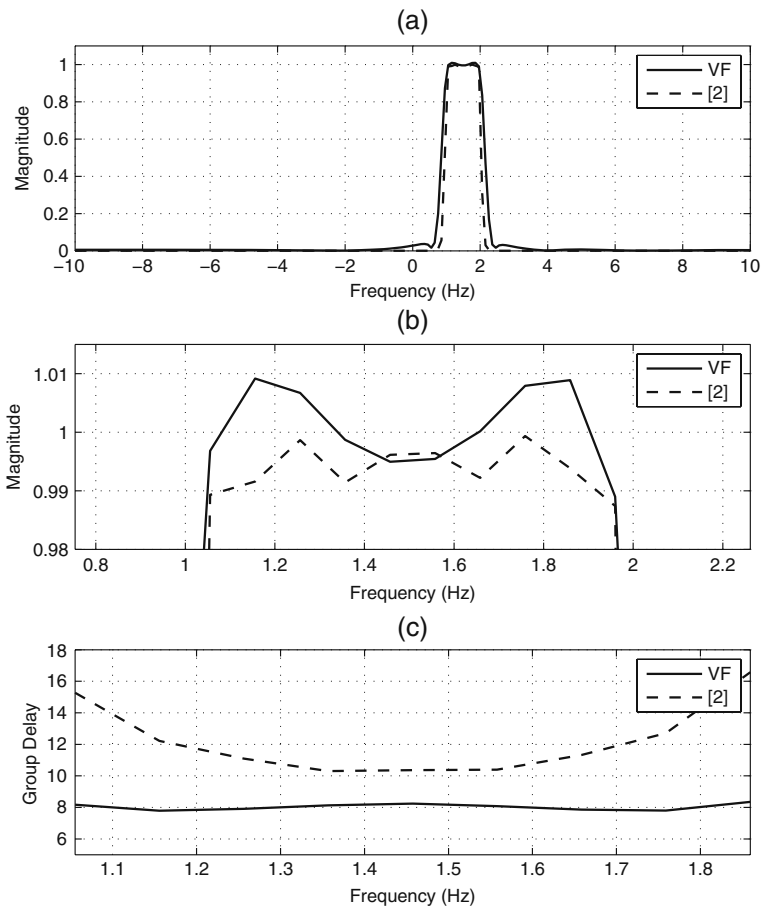 (a)
1
0.8
0.6
0.4
0.2
0
Magnitude
VF
[2]
−10 −8 −6 −4 −2 0 2 4 6 8 10
Frequency (Hz)
(b)
1.01
1
0.99
0.98
Magnitude
VF
[2]
0.8 1 1.2 1.4 1.6 1.8 2 2.2
Frequency (Hz)
(c)
18
16
14
12
10
8
6
Group Delay
VF
[2]
1.1 1.2 1.3 1.4 1.5 1.6 1.7 1.8
Frequency (Hz)